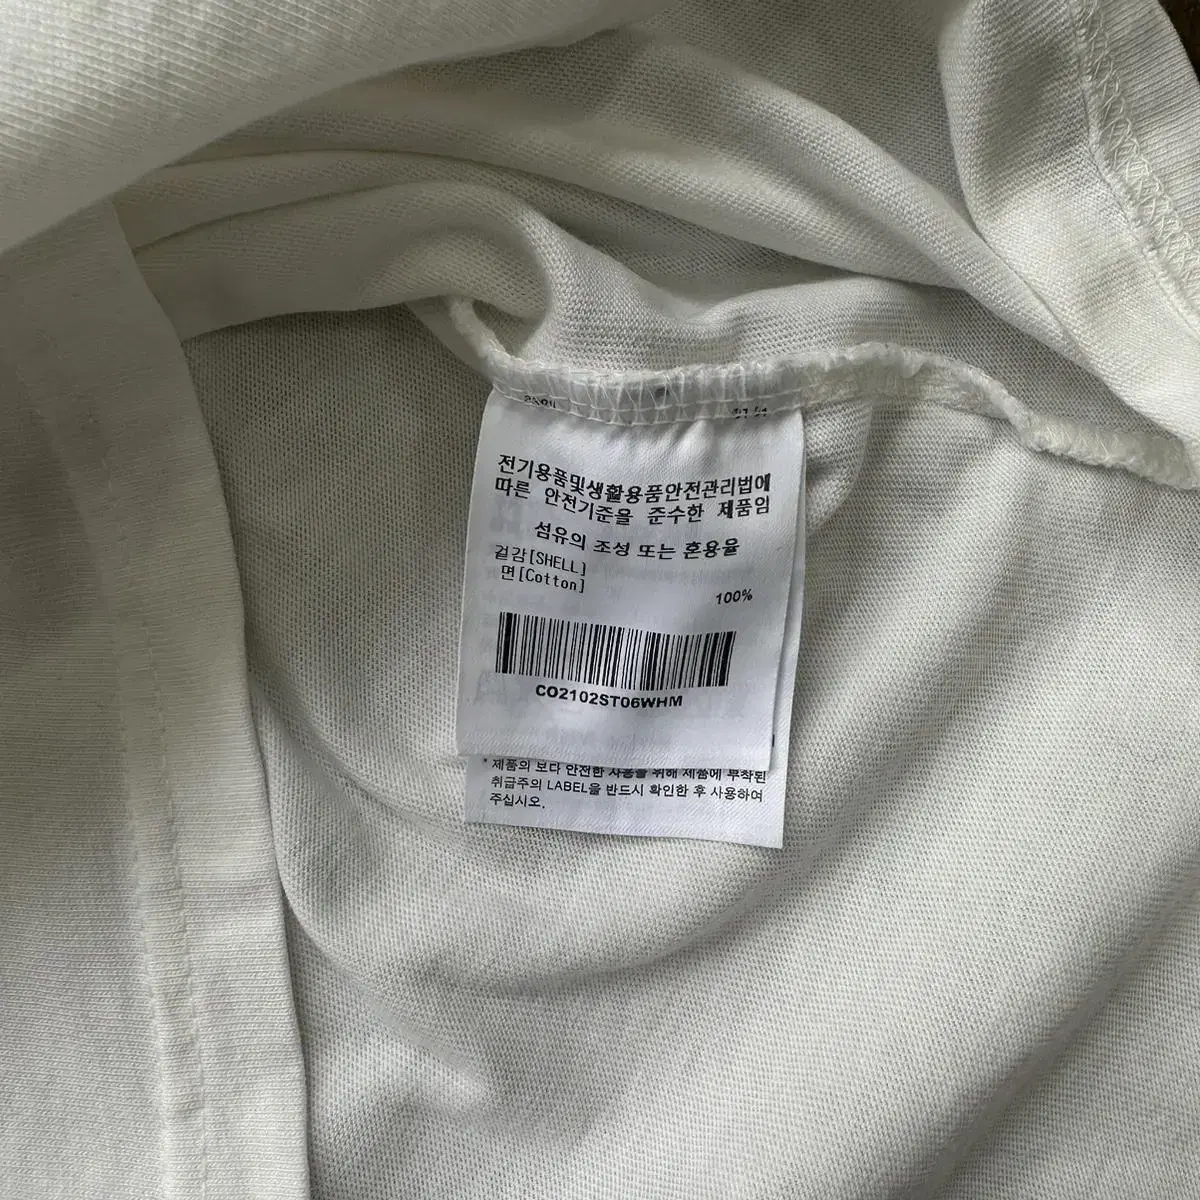 전기용품및생활용품안전관리법에
따른 안전기준을 준수한 제품임
섬유의 조성 또는 혼용율
겉감[SHELL]
면[Cotton]
100%
CO2102ST06WHM
*제품의 보다 안전한 사용을 위해 제품에 부착된
취급주의 LABEL을 반드시 확인한 후 사용하여
주십시오.